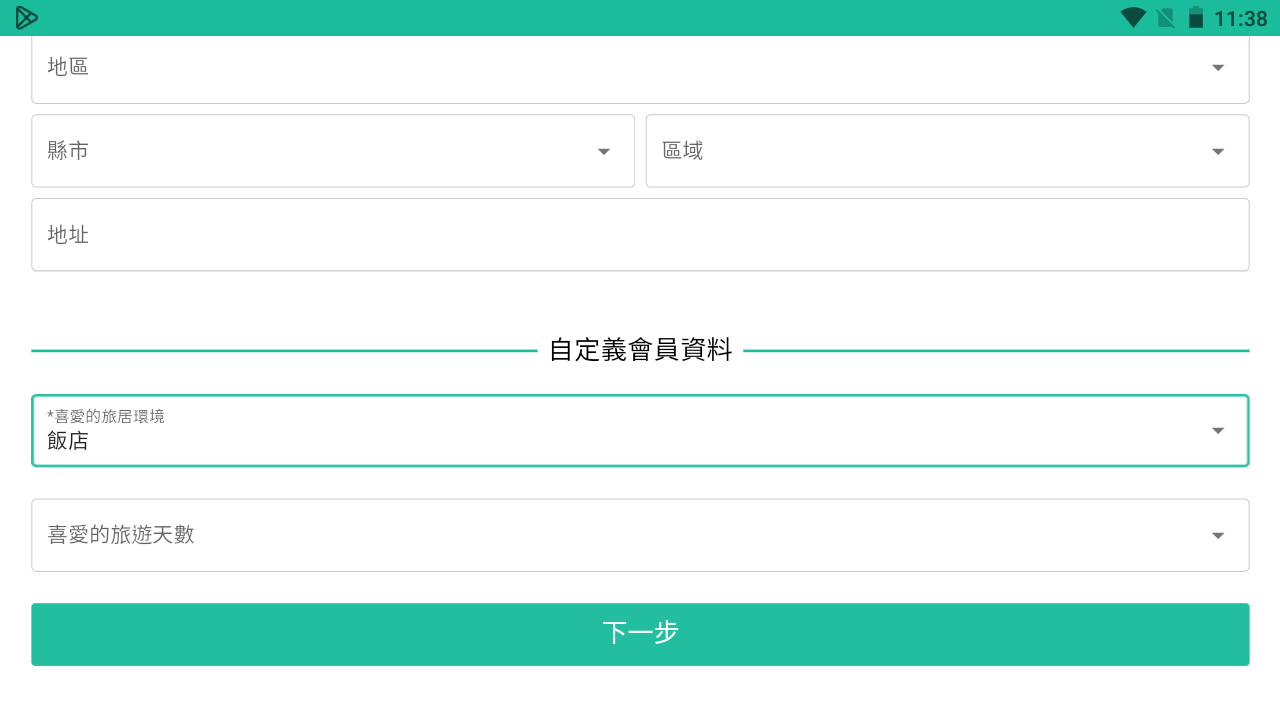 11:38
地區
縣市
區域
地址
自定義會員資料
*喜愛的旅居環境
飯店
喜愛的旅遊天數
下一步